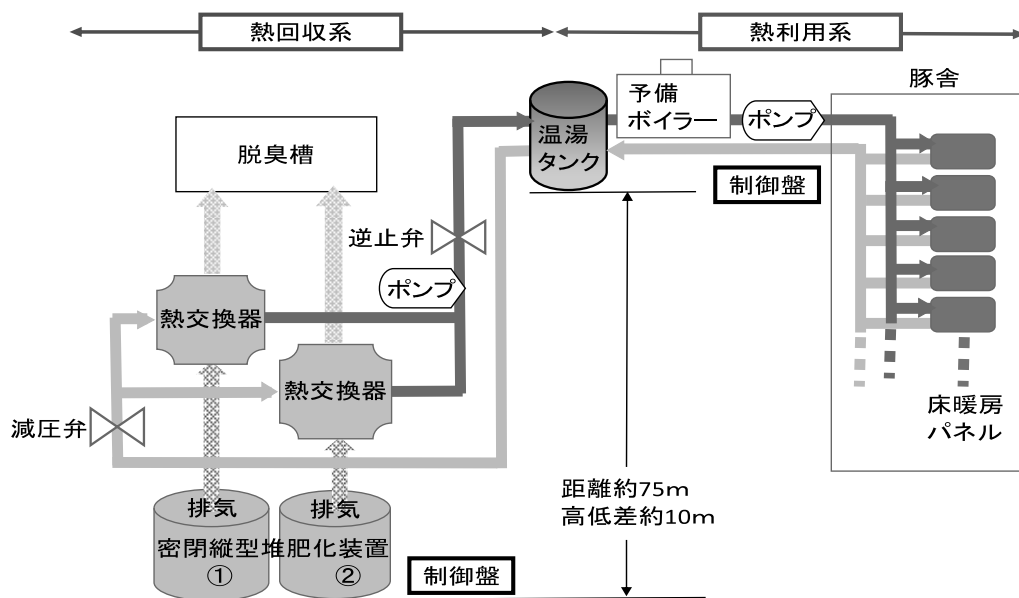 熱回収系
熱利用系
豚舎
予備
ボイラー
ポンプ
温湯
タンク
脱臭槽
制御盤
逆止弁
ポンプ
熱交換器
熱交換器
減圧弁
床暖房
パネル
距離約75m
高低差約10m
排気
排気
密閉縦型堆肥化装置
①
②
制御盤